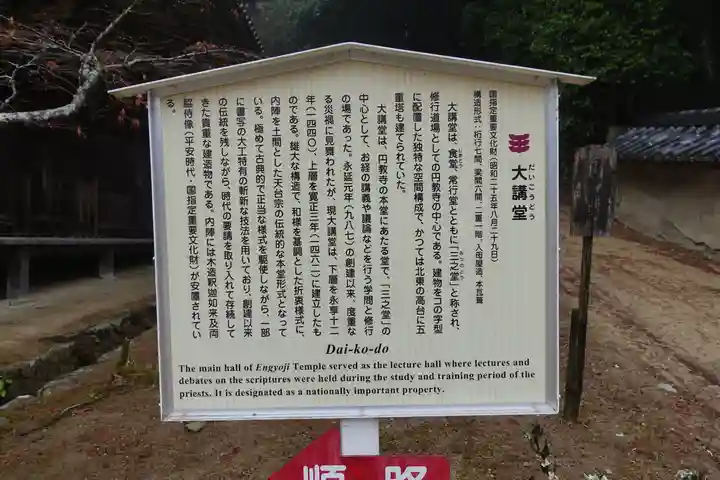 だいこうどう
大講堂
国指定重要文化財(昭和二十五年八月二十九日)
構造形式:桁行七間、梁間六間、二重一階、入母屋造、本瓦葺
大講堂は、食堂、常行堂とともに「三之堂」と称され、
修行道場としての円教寺の中心である。建物をコの字型
に配置した独特な空間構成で、かつては北東の高台に五
重塔も建てられていた。
大講堂は、円教寺の本堂にあたる堂で、「三之堂」の
中心として、お経の講義や議論などを行う学問と修行
の場であった。永延元年(九八七)の創建以来、度重な
る災禍に見舞われたが、現大講堂は、下層を永享十二
年(一四四〇)、上層を寛正三年(一四六二)に建立したも
のである。雄大な構造で、和様を基調とした折衷様式に、
内陣を土間とした天台宗の伝統的な本堂形式となって
いる。極めて古典的で正当な様式を駆使しながら、一部
に書写の大工特有の斬新な技法を用いており、創建以来
の伝統を残しながら、時代の要請を取り入れて存続して
きた貴重な建造物である。内陣には木造釈迦如来及両
脇侍像(平安時代、国指定重要文化財)が安置されてい
る。
Dai-ko-do
The main hall of Engyoji Temple served as the lecture hall where lectures and
debates on the scriptures were held during the study and training period of the
priests. It is designated as a nationally important property.
順路